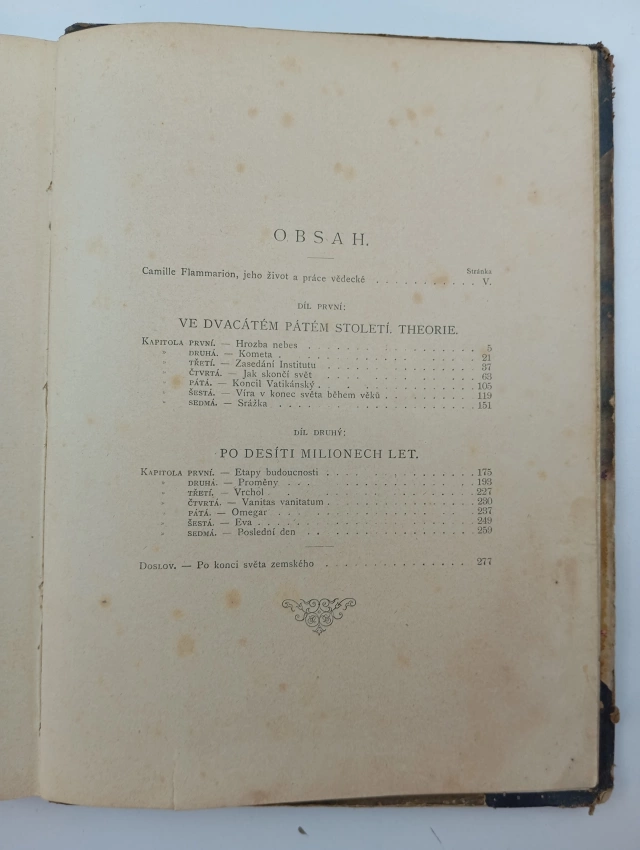 OBSAH.
Stránka
Camille Flammarion, jeho život a práce vědecké . . . . . . . . . . . V.
DÍL PRVNÍ:
VE DVACÁTÉM PÁTÉM STOLETÍ. THEORIE.
KAPITOLA PRVNÍ. — Hrozba nebes . . . . . . . . . . . . . . . . 5
" DRUHÁ. — Kometa . . . . . . . . . . . . . . . . . . 21
" TŘETÍ. — Zasedání Institutu . . . . . . . . . . . . . . 37
" ČTVRTÁ. — Jak skončí svět . . . . . . . . . . . . . . 63
" PÁTÁ. — Koncil Vatikánský . . . . . . . . . . . . . . 105
" ŠESTÁ. — Víra v konec světa během věků . . . . . . . . . 119
" SEDMÁ. — Srážka . . . . . . . . . . . . . . . . . . 151
DÍL DRUHÝ:
PO DESÍTI MILIONECH LET.
KAPITOLA PRVNÍ. — Etapy budoucnosti . . . . . . . . . . . . . . 175
" DRUHÁ. — Proměny . . . . . . . . . . . . . . . . . 193
" TŘETÍ. — Vrchol . . . . . . . . . . . . . . . . . . 227
" ČTVRTÁ. — Vanitas vanitatum . . . . . . . . . . . . . 230
" PÁTÁ. — Omegar . . . . . . . . . . . . . . . . . . 237
" ŠESTÁ. — Eva . . . . . . . . . . . . . . . . . . . 249
" SEDMÁ. — Poslední den . . . . . . . . . . . . . . . . 259
DOSLOV. — Po konci světa zemského . . . . . . . . . . . . . . 277